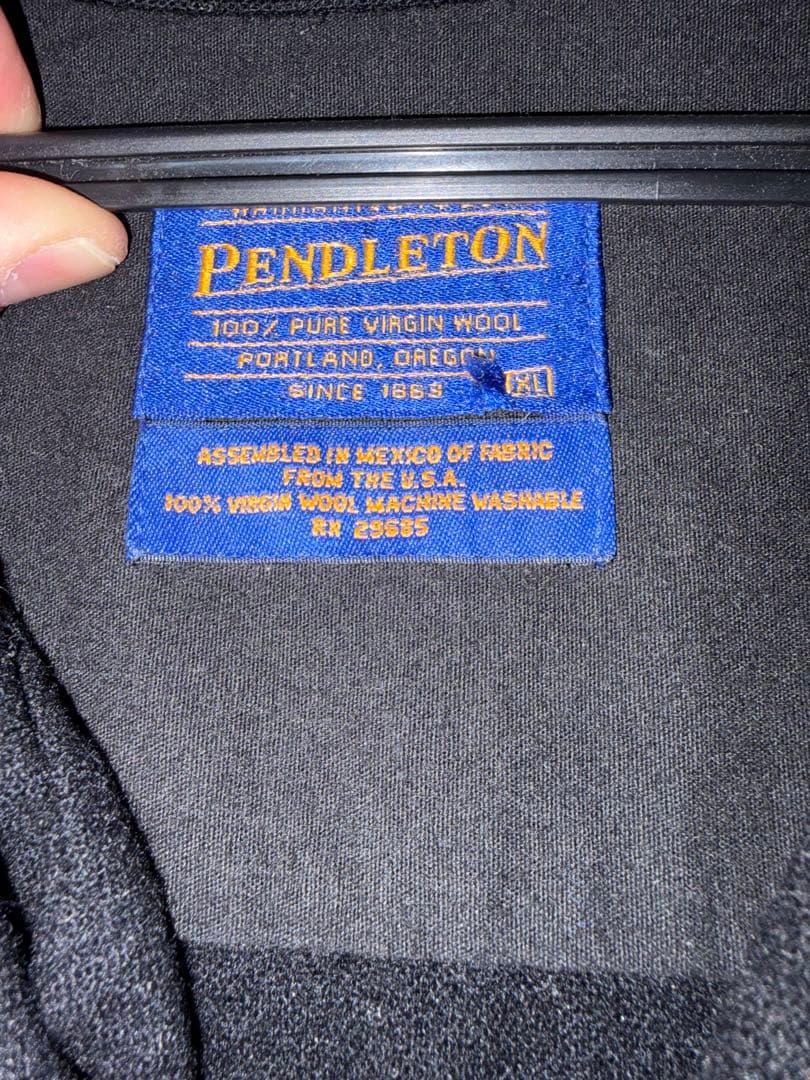 PENDLETON
100% PURE VIRGIN WOOL
PORTLAND, OREGON
SINCE 1863
XL
ASSEMBLED IN MEXICO OF FABRIC
FROM THE U.S.A.
100% VIRGIN WOOL MACHINE WASHABLE
RN 29685